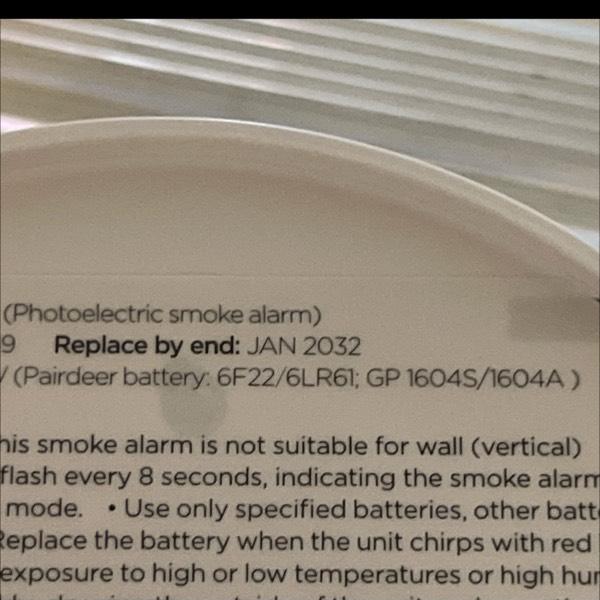 (Photoelectric smoke alarm)
9 Replace by end: JAN 2032
/ (Pairdeer battery: 6F22/6LR61; GP 1604S/1604A )
his smoke alarm is not suitable for wall (vertical)
flash every 8 seconds, indicating the smoke alarm
mode. • Use only specified batteries, other batt
Replace the battery when the unit chirps with red
exposure to high or low temperatures or high hum